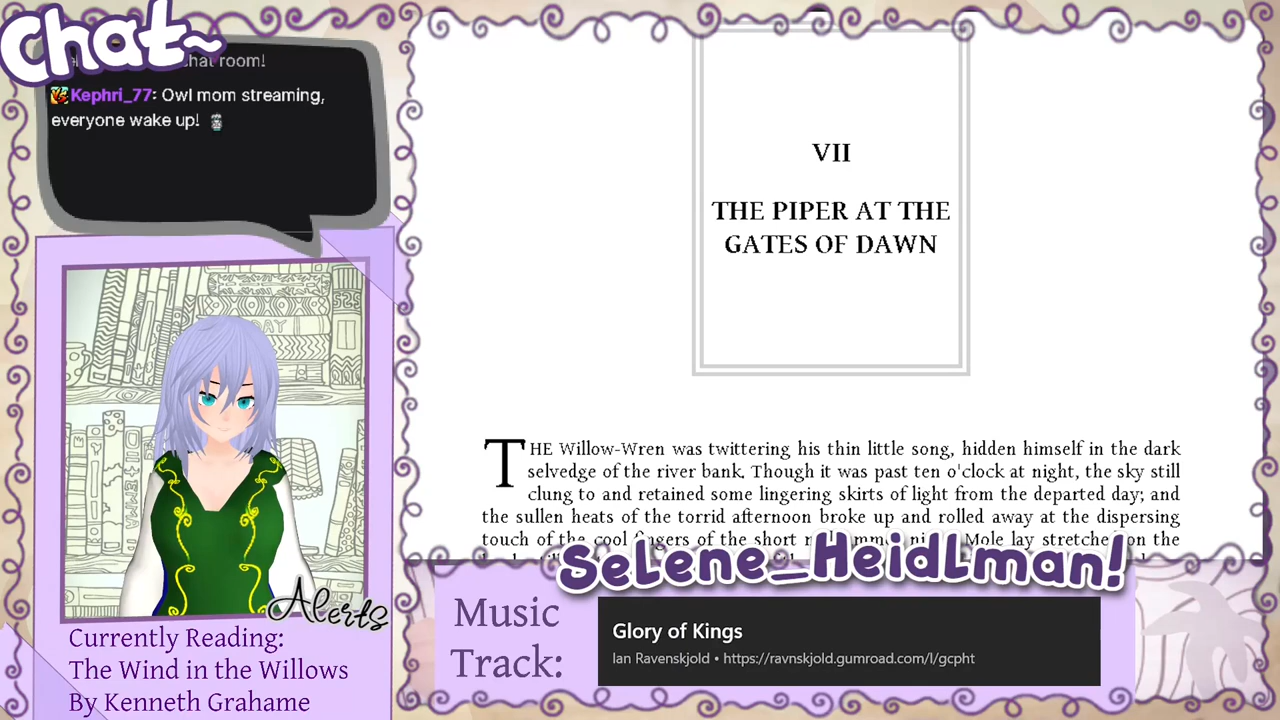 Chat~
chat room!
Kephri_77: Owl mom streaming,
everyone wake up!
Alerts
Currently Reading:
The Wind in the Willows
By Kenneth Grahame
VII
THE PIPER AT THE
GATES OF DAWN
THE Willow-Wren was twittering his thin little song, hidden himself in the dark
selvedge of the river bank. Though it was past ten o'clock at night, the sky still
clung to and retained some lingering skirts of light from the departed day; and
the sullen heats of the torrid afternoon broke up and rolled away at the dispersing
touch of the cool fingers of the short Mole lay stretched on the
Selene_Heidlman!
Music
Track:
Glory of Kings
Ian Ravenskjold • https://ravnskjold.gumroad.com/l/gcpht